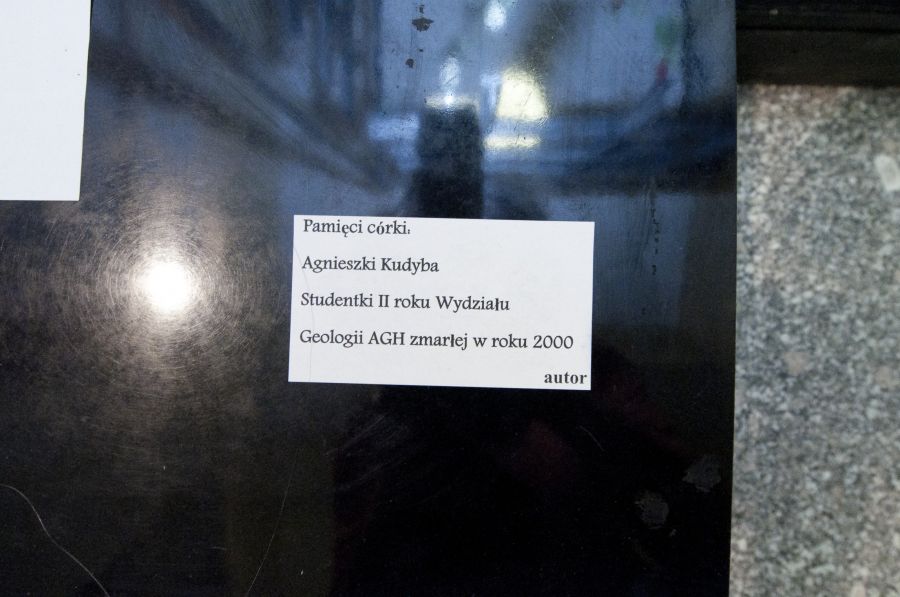 Pamięci córki:
Agnieszki Kudyba
Studentki II roku Wydziału
Geologii AGH zmarłej w roku 2000
autor